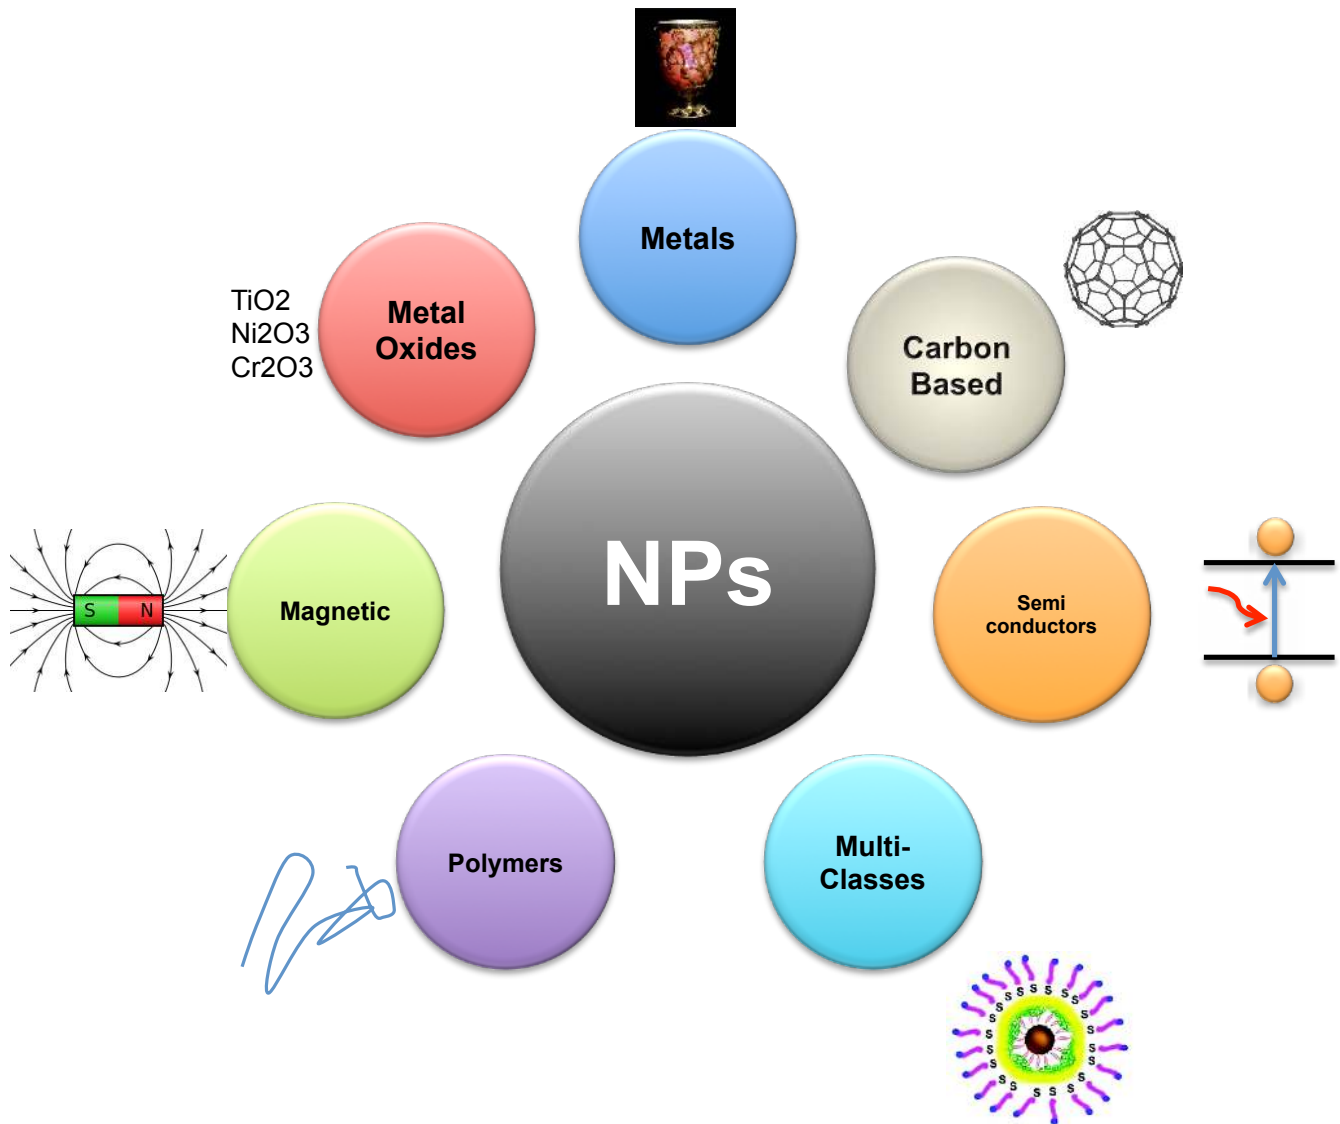 Metals
TiO2
Ni2O3
Cr2O3
Metal
Oxides
Carbon
Based
NPs
S N
Magnetic
Semi
conductors
Polymers
Multi-
Classes
S S S S S S S S S S S S S S S S S S S S S S S S